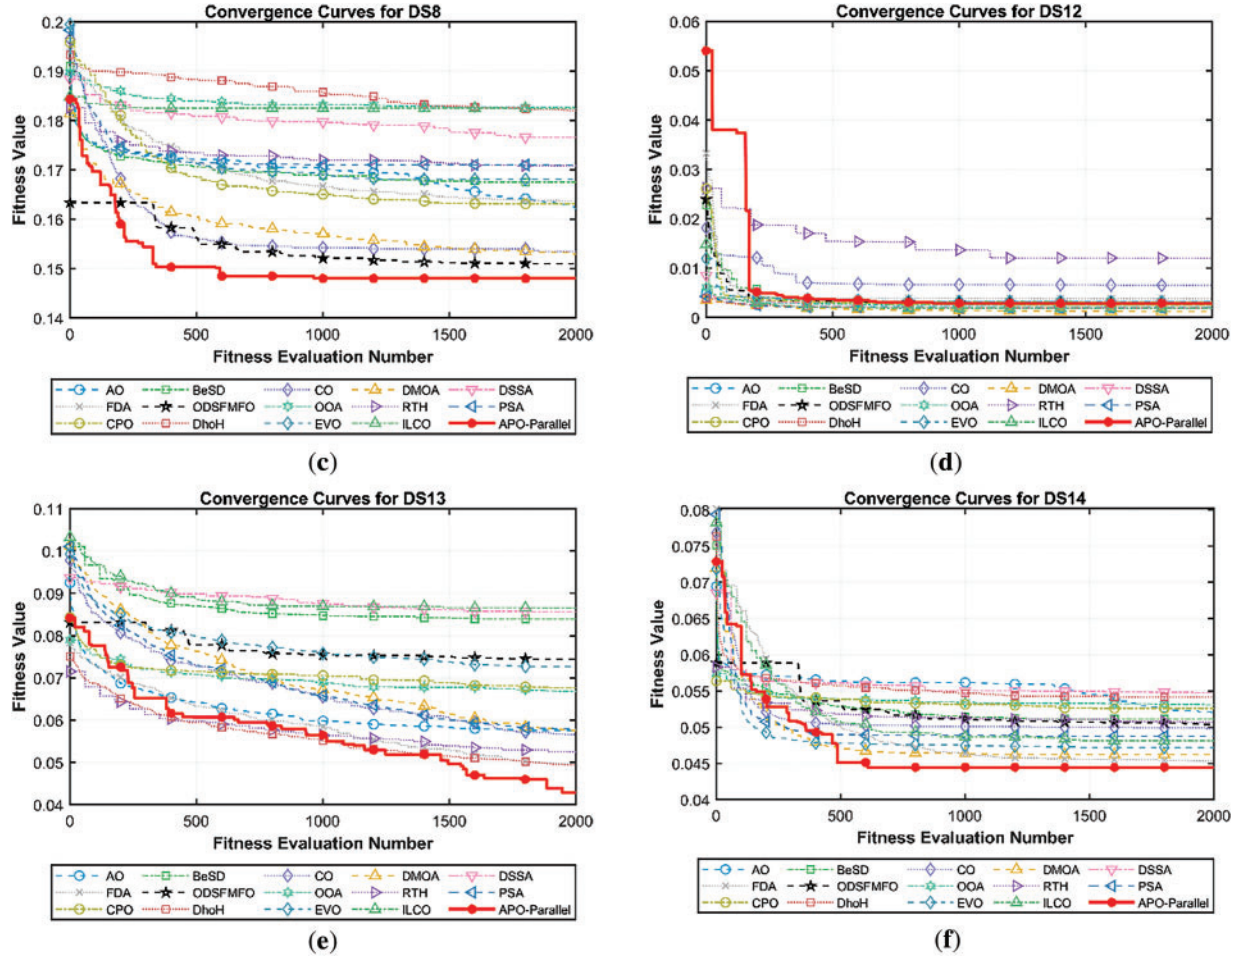 Convergence Curves for DS8
0.2
0.19
0.18
0.17
0.16
0.15
0.14
Fitness Value
0 500 1000 1500 2000
Fitness Evaluation Number
AO BeSD CO DMOA DSSA
FDA ODSFMFO OOA RTH PSA
CPO DhoH EVO ILCO APO-Parallel
(c)
Convergence Curves for DS12
0.06
0.05
0.04
0.03
0.02
0.01
0
Fitness Value
0 500 1000 1500 2000
Fitness Evaluation Number
AO BeSD CO DMOA DSSA
FDA ODSFMFO OOA RTH PSA
CPO DhoH EVO ILCO APO-Parallel
(d)
Convergence Curves for DS13
0.11
0.1
0.09
0.08
0.07
0.06
0.05
0.04
Fitness Value
0 500 1000 1500 2000
Fitness Evaluation Number
AO BeSD CO DMOA DSSA
FDA ODSFMFO OOA RTH PSA
CPO DhoH EVO ILCO APO-Parallel
(e)
Convergence Curves for DS14
0.08
0.075
0.07
0.065
0.06
0.055
0.05
0.045
0.04
Fitness Value
0 500 1000 1500 2000
Fitness Evaluation Number
AO BeSD CO DMOA DSSA
FDA ODSFMFO OOA RTH PSA
CPO DhoH EVO ILCO APO-Parallel
(f)